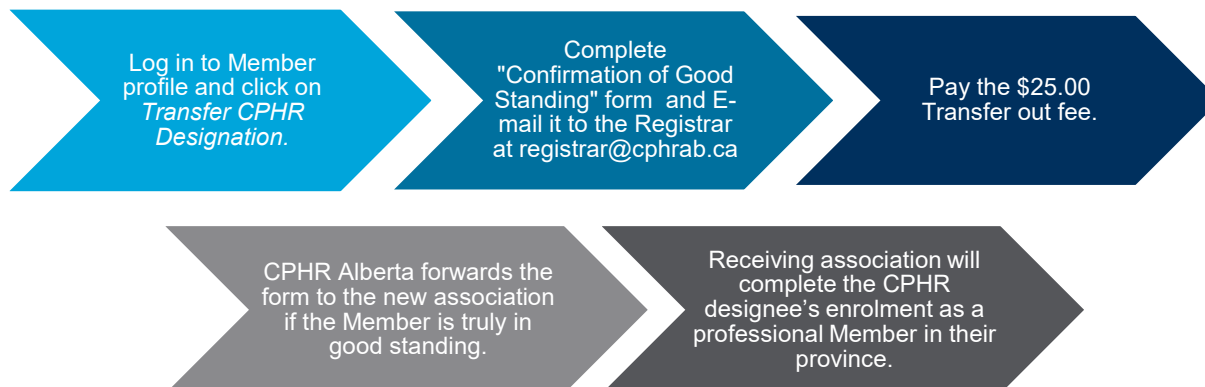 Log in to Member
profile and click on
Transfer CPHR
Designation.
Complete
"Confirmation of Good
Standing" form and E-
mail it to the Registrar
at registrar@cphrab.ca
Pay the $25.00
Transfer out fee.
CPHR Alberta forwards the
form to the new association
if the Member is truly in
good standing.
Receiving association will
complete the CPHR
designee’s enrolment as a
professional Member in their
province.